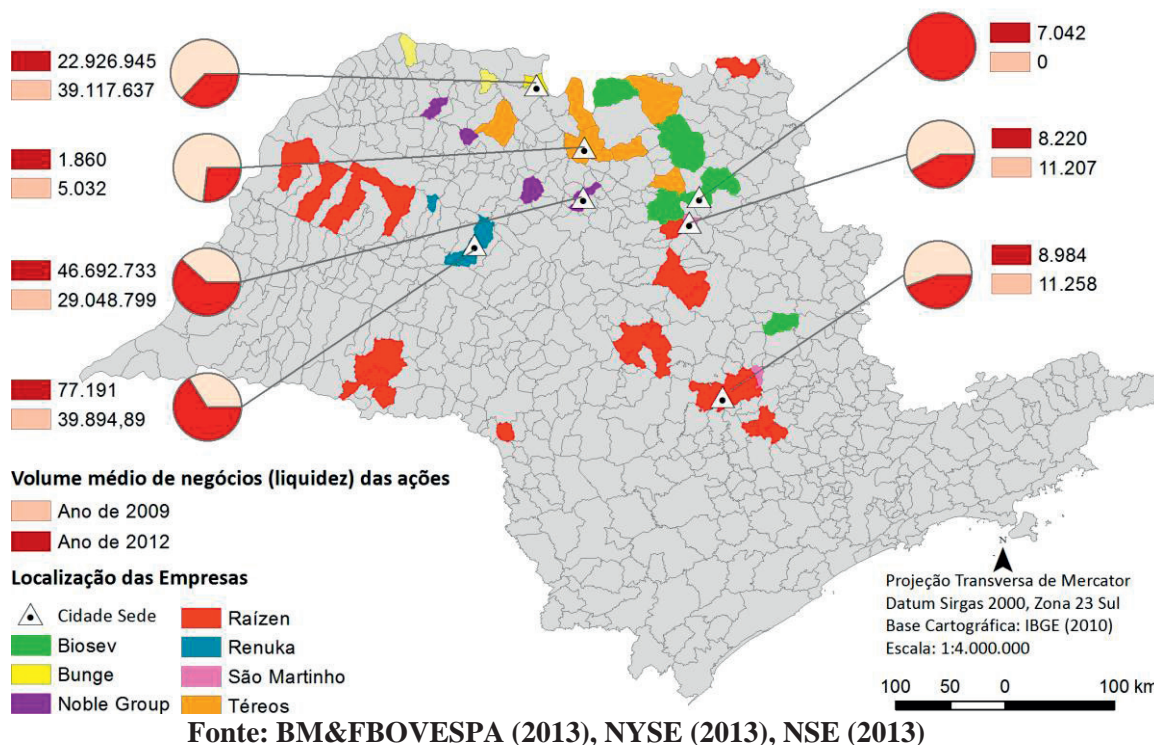 22.926.945
39.117.637
1.860
5.032
46.692.733
29.048.799
77.191
39.894,89
7.042
0
8.220
11.207
8.984
11.258
Volume médio de negócios (liquidez) das ações
Ano de 2009
Ano de 2012
Localização das Empresas
Cidade Sede
Biosev
Bunge
Noble Group
Raízen
Renuka
São Martinho
Téreos
N
Projeção Transversa de Mercator
Datum Sirgas 2000, Zona 23 Sul
Base Cartográfica: IBGE (2010)
Escala: 1:4.000.000
100 50 0 100 km
Fonte: BM&FBOVESPA (2013), NYSE (2013), NSE (2013)